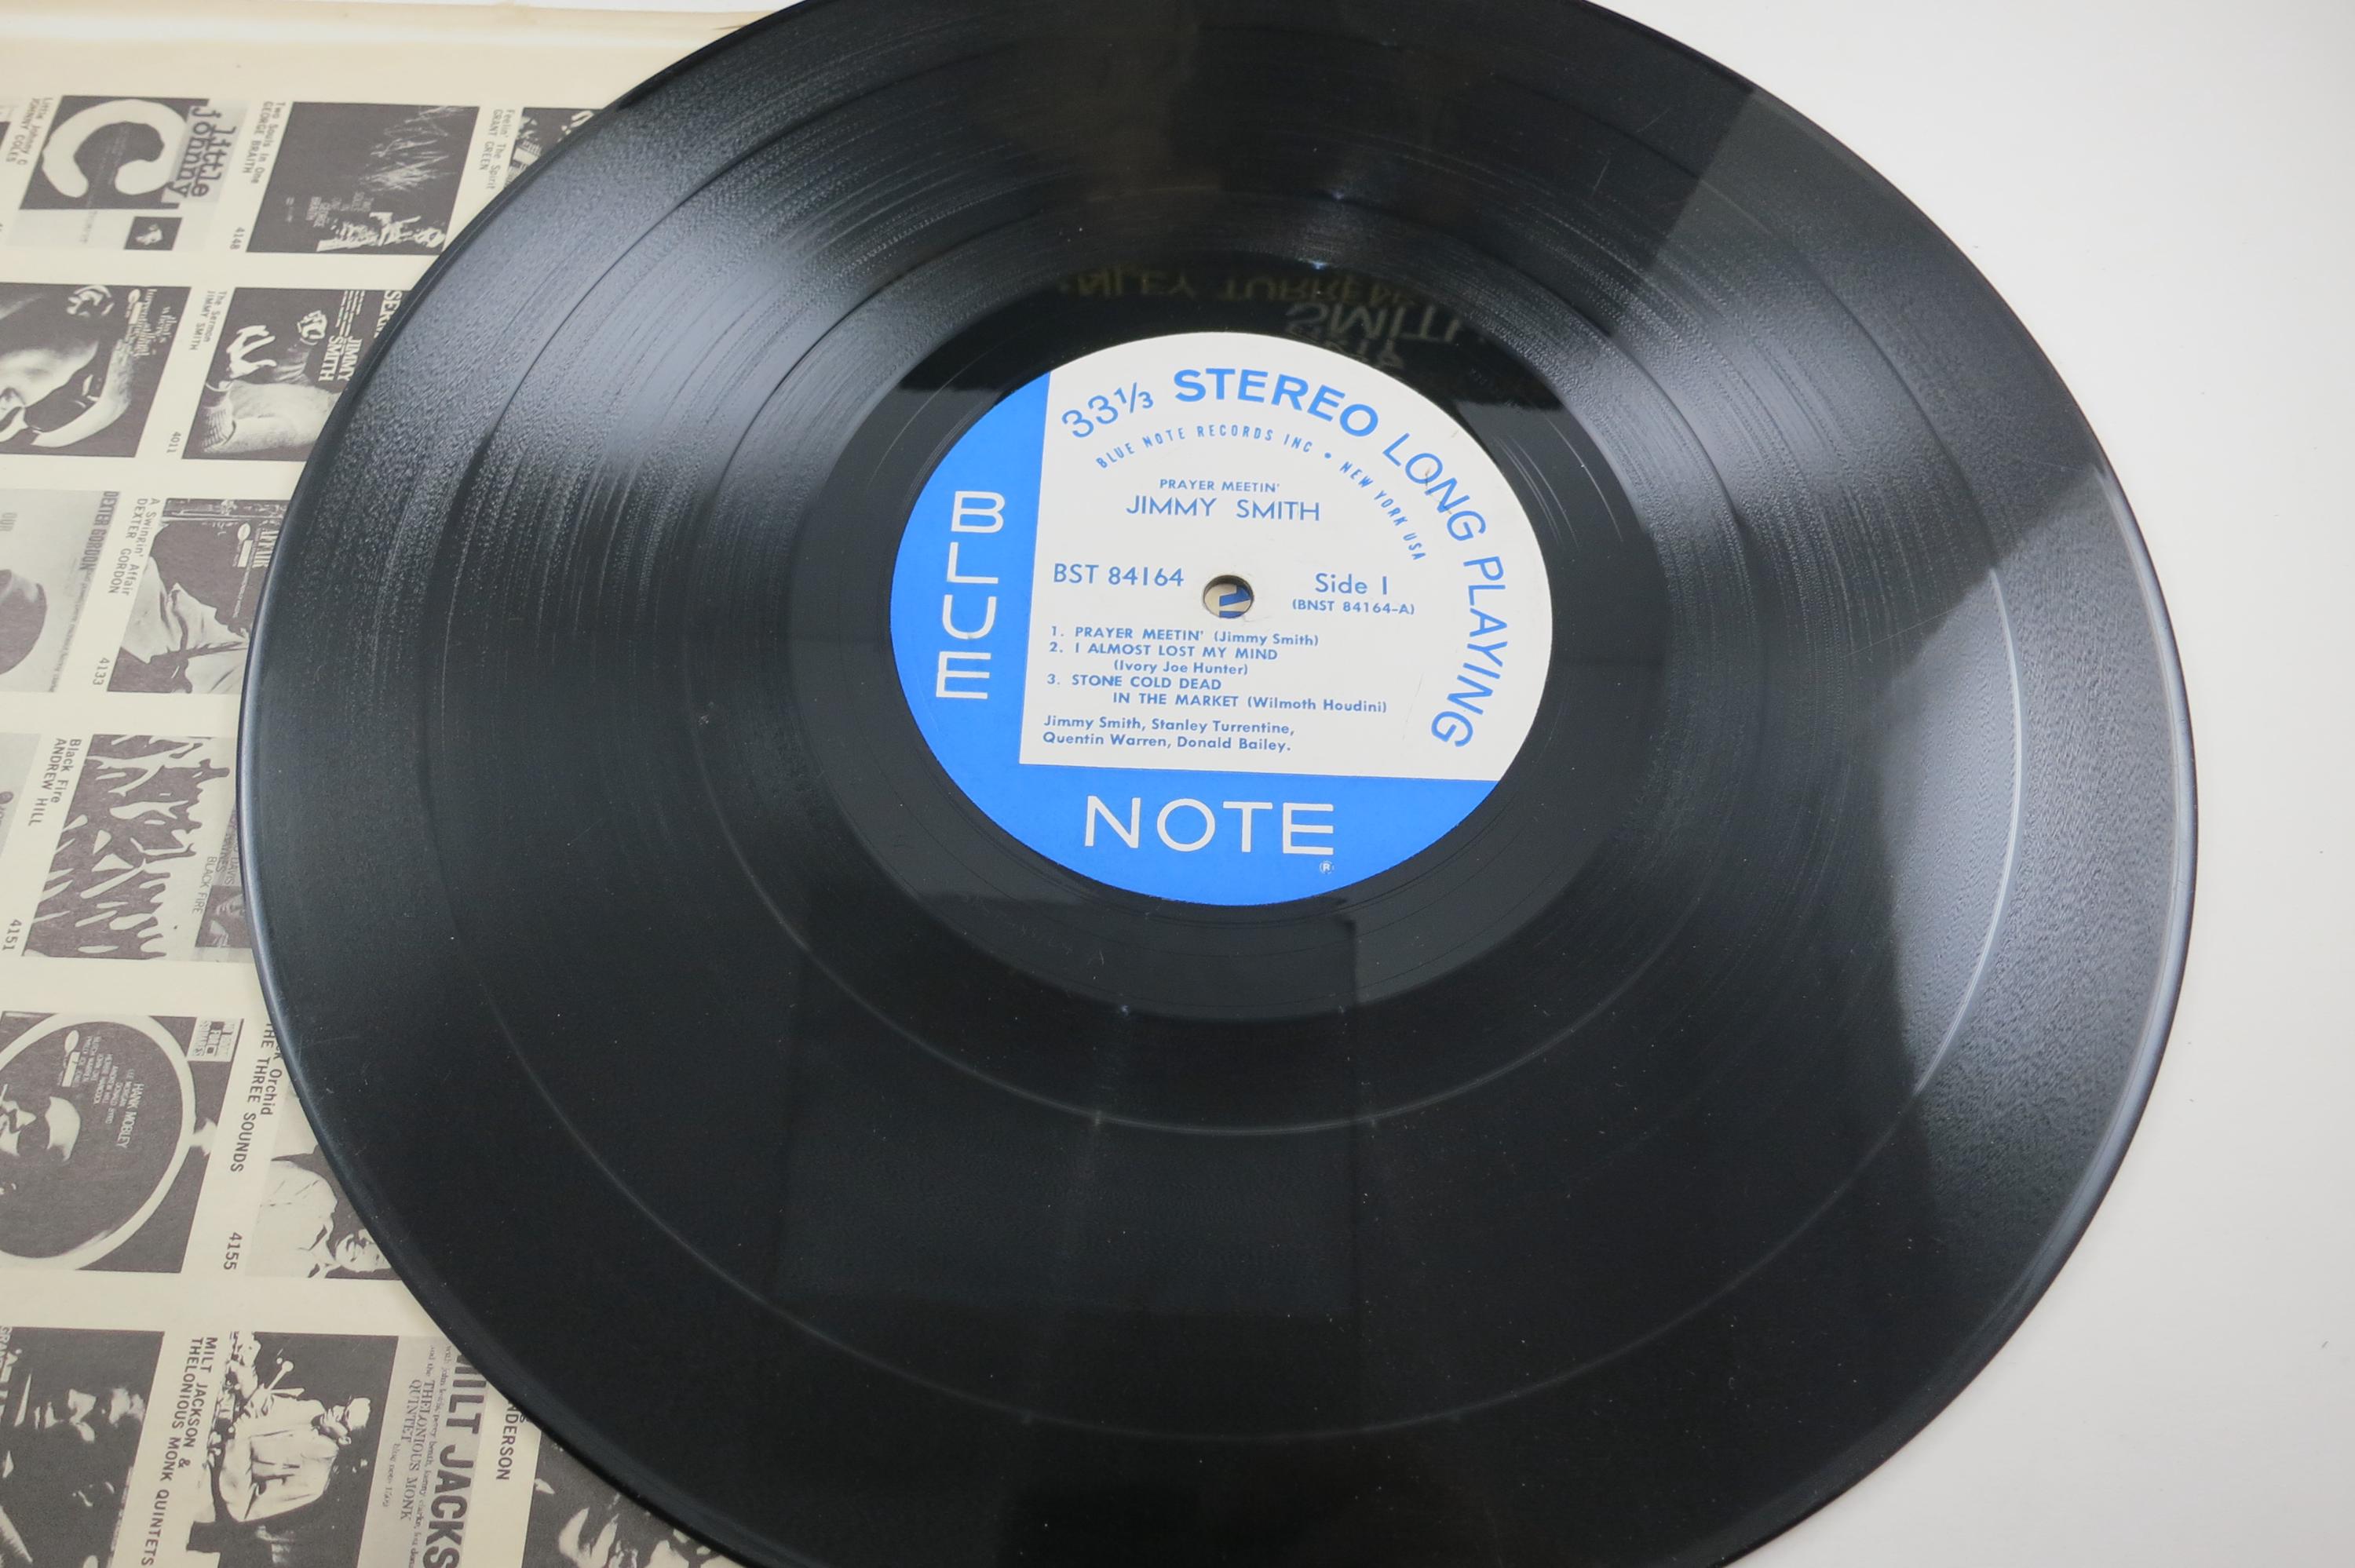 33⅓ STEREO LONG PLAYING
BLUE NOTE RECORDS INC • NEW YORK USA
PRAYER MEETIN'
JIMMY SMITH
BST 84164
Side 1
(BNST 84164-A)
1. PRAYER MEETIN' (Jimmy Smith)
2. I ALMOST LOST MY MIND
(Ivory Joe Hunter)
3. STONE COLD DEAD
IN THE MARKET (Wilmoth Houdini)
Jimmy Smith, Stanley Turrentine,
Quentin Warren, Donald Bailey.
BLUE
NOTE
®
Little Johnny C
JOHNNY COLES
little
johnny
Two Souls In One
GEORGE BRAITH
4148
Feelin' The Spirit
GRANT GREEN
The Sermon
JIMMY SMITH
JIMMY
SMITH
4011
DEXTER GORDON
A Swingin' Affair
DEXTER GORDON
4133
Black Fire
ANDREW HILL
BLACK FIRE
4151
HANK MOBLEY
Orchid
THE THREE SOUNDS
4155
MILT JACKSON &
THELONIOUS MONK QUINTETS
MILT JACKS
THELONIOUS MONK
QUINTET
NDERSON